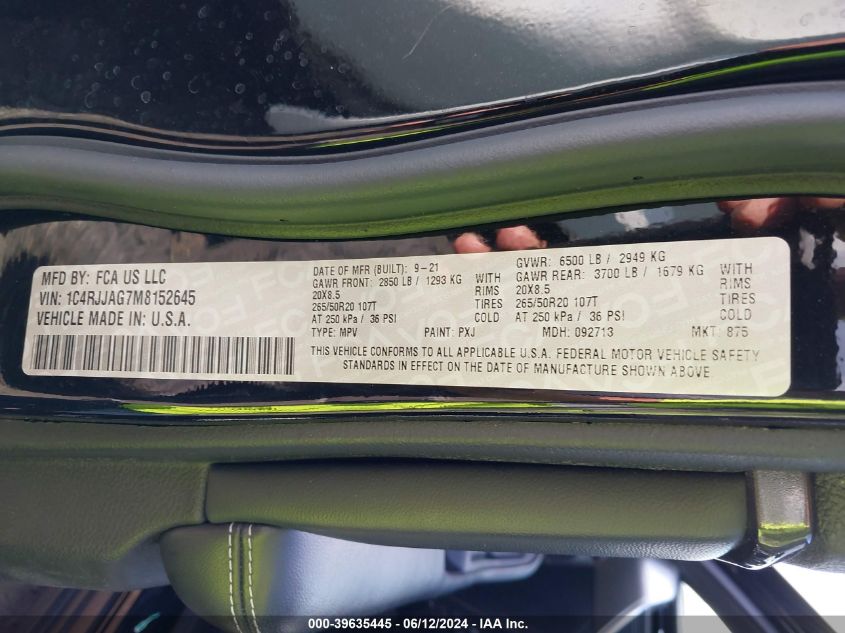 MFD BY: FCA US LLC
VIN: 1C4RJJAG7M8152645
VEHICLE MADE IN: U.S.A.
DATE OF MFR (BUILT): 9-21
GAWR FRONT: 2850 LB / 1293 KG WITH
20X8.5 RIMS
265/50R20 107T TIRES
AT 250 kPa / 36 PSI COLD
TYPE: MPV PAINT: PXJ
GVWR: 6500 LB / 2949 KG
GAWR REAR: 3700 LB / 1679 KG WITH
20X8.5 RIMS
265/50R20 107T TIRES
AT 250 kPa / 36 PSI COLD
MDH: 092713 MKT: 875
THIS VEHICLE CONFORMS TO ALL APPLICABLE U.S.A. FEDERAL MOTOR VEHICLE SAFETY
STANDARDS IN EFFECT ON THE DATE OF MANUFACTURE SHOWN ABOVE.
000-39635445 - 06/12/2024 - IAA Inc.